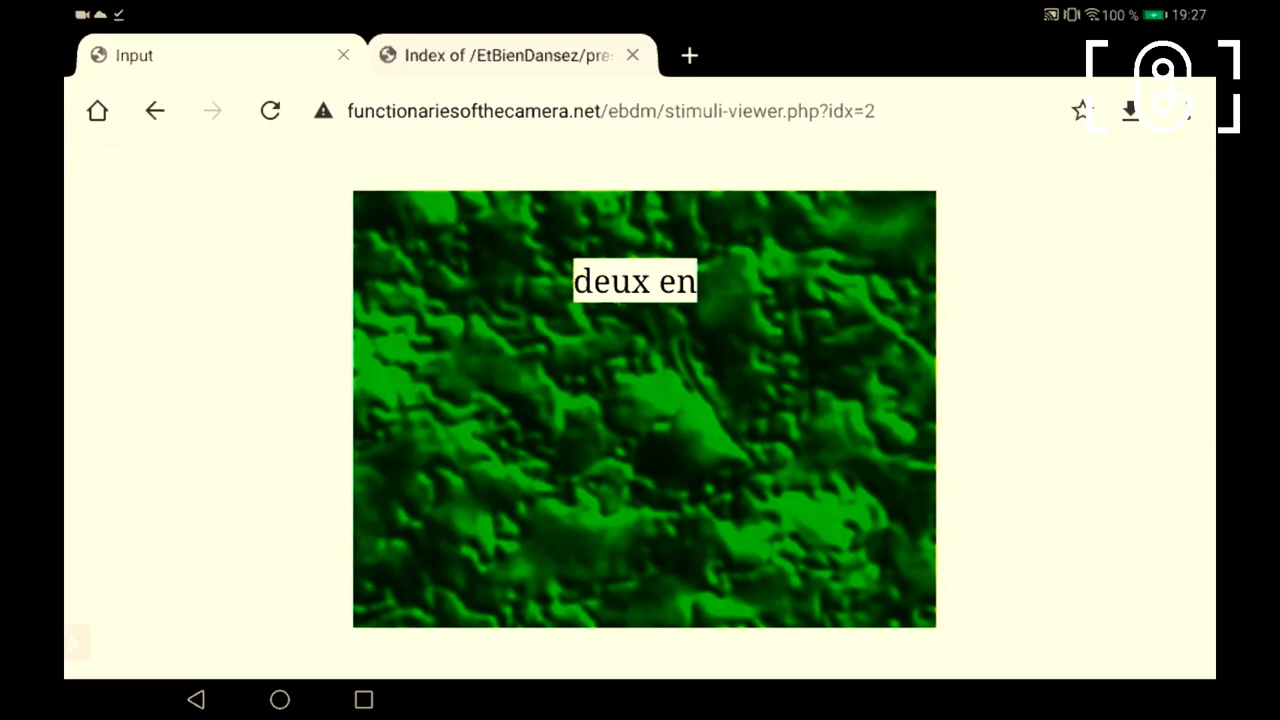 100 % 19:27
Input
Index of /EtBienDansez/pre
functionariesofthecamera.net/ebdm/stimuli-viewer.php?idx=2
deux en